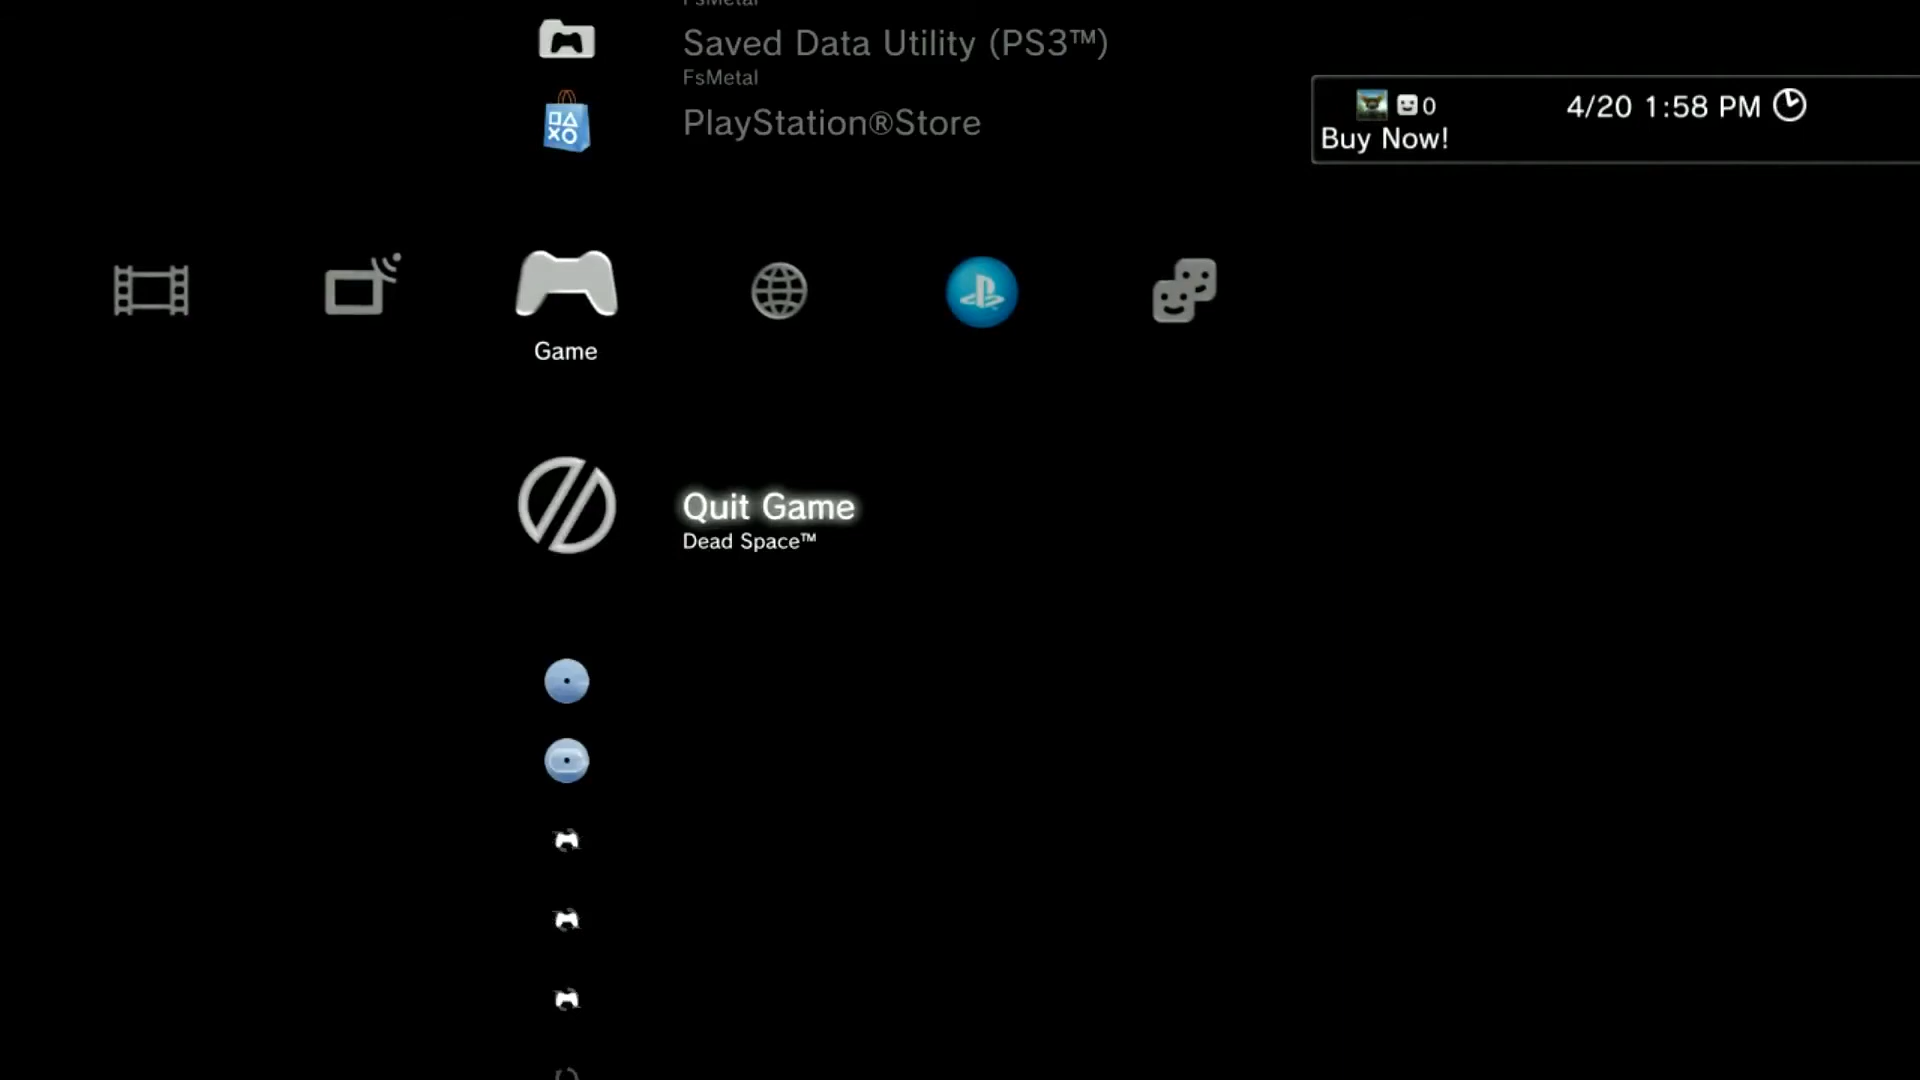 FsMetal
Saved Data Utility (PS3™)
FsMetal
PlayStation®Store
0
4/20 1:58 PM
Buy Now!
Game
Quit Game
Dead Space™